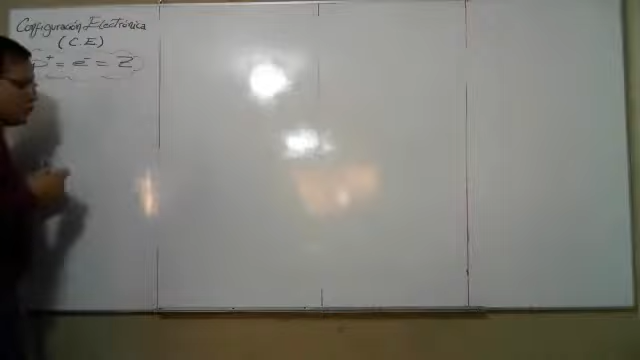 Configuración Electrónica
(C.E)
p⁺ = e⁻ = Z